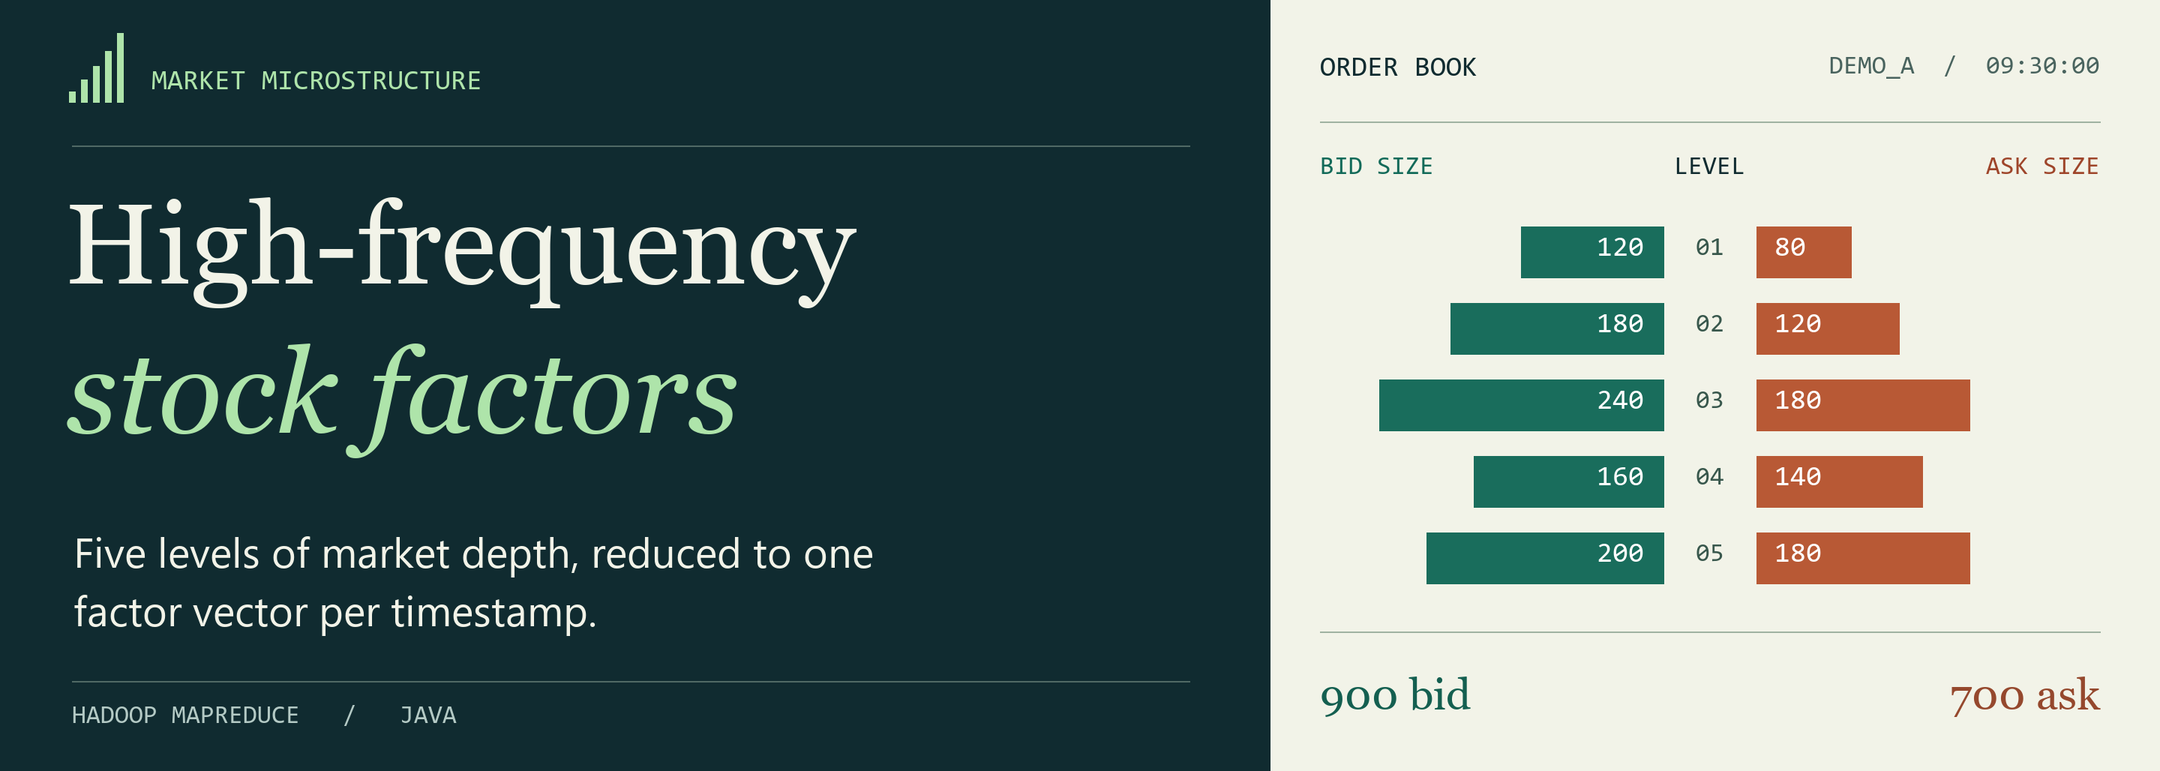 MARKET MICROSTRUCTURE
High-frequency
stock factors
Five levels of market depth, reduced to one
factor vector per timestamp.
HADOOP MAPREDUCE / JAVA
ORDER BOOK DEMO_A / 09:30:00
BID SIZE LEVEL ASK SIZE
120 01 80
180 02 120
240 03 180
160 04 140
200 05 180
900 bid 700 ask